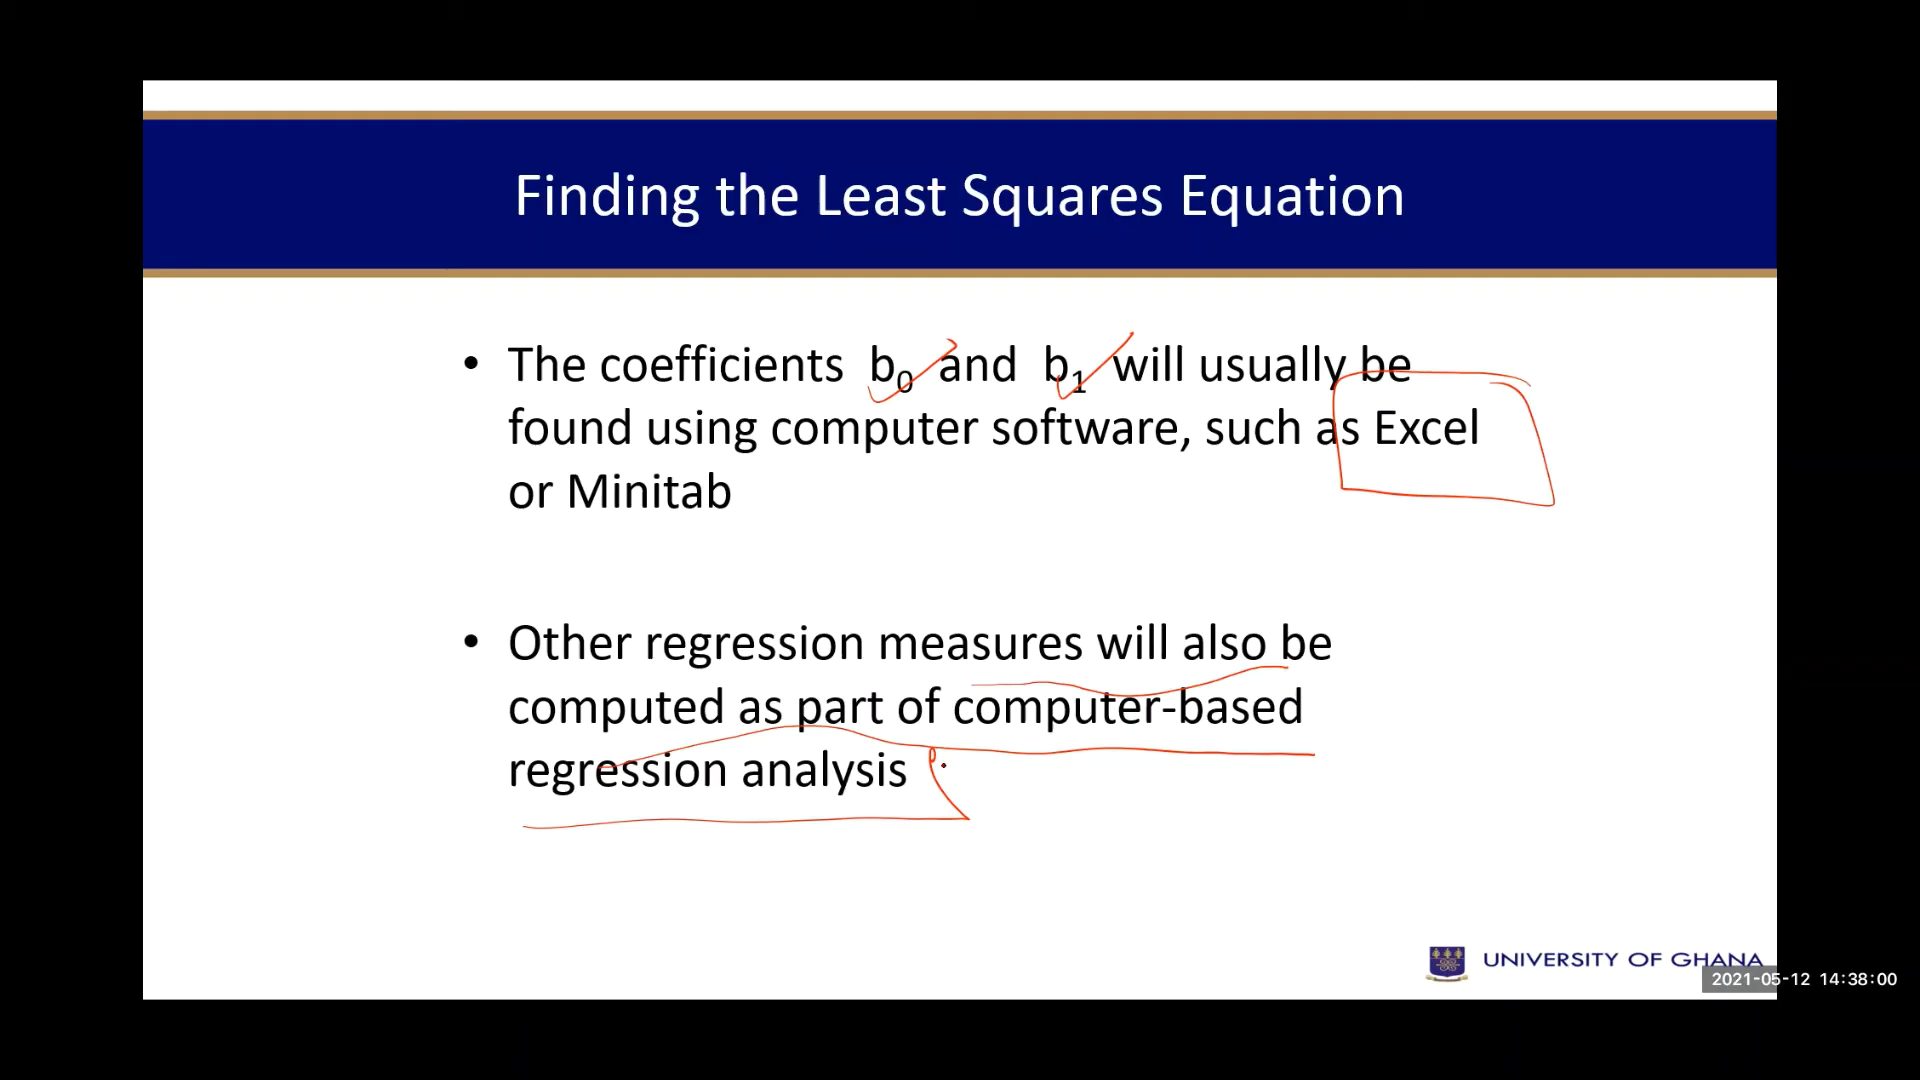 Finding the Least Squares Equation
• The coefficients b₀ and b₁ will usually be
found using computer software, such as Excel
or Minitab
• Other regression measures will also be
computed as part of computer-based
regression analysis
UNIVERSITY OF GHANA
2021-05-12 14:38:00